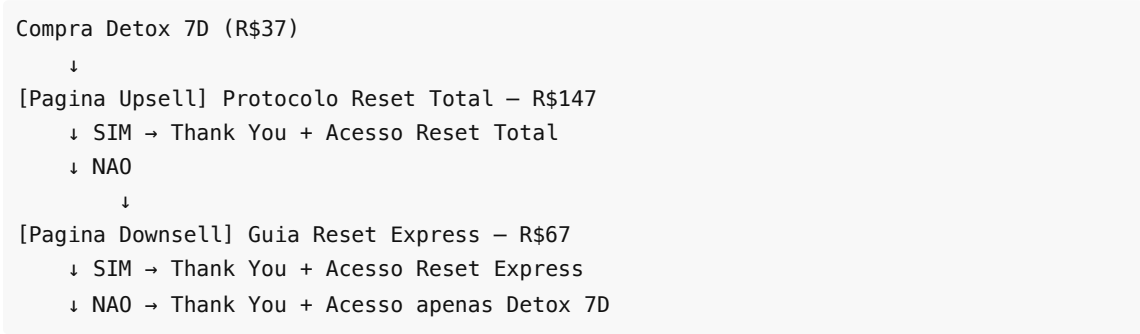 Compra Detox 7D (R$37)
↓
[Pagina Upsell] Protocolo Reset Total — R$147
↓ SIM → Thank You + Acesso Reset Total
↓ NAO
↓
[Pagina Downsell] Guia Reset Express — R$67
↓ SIM → Thank You + Acesso Reset Express
↓ NAO → Thank You + Acesso apenas Detox 7D